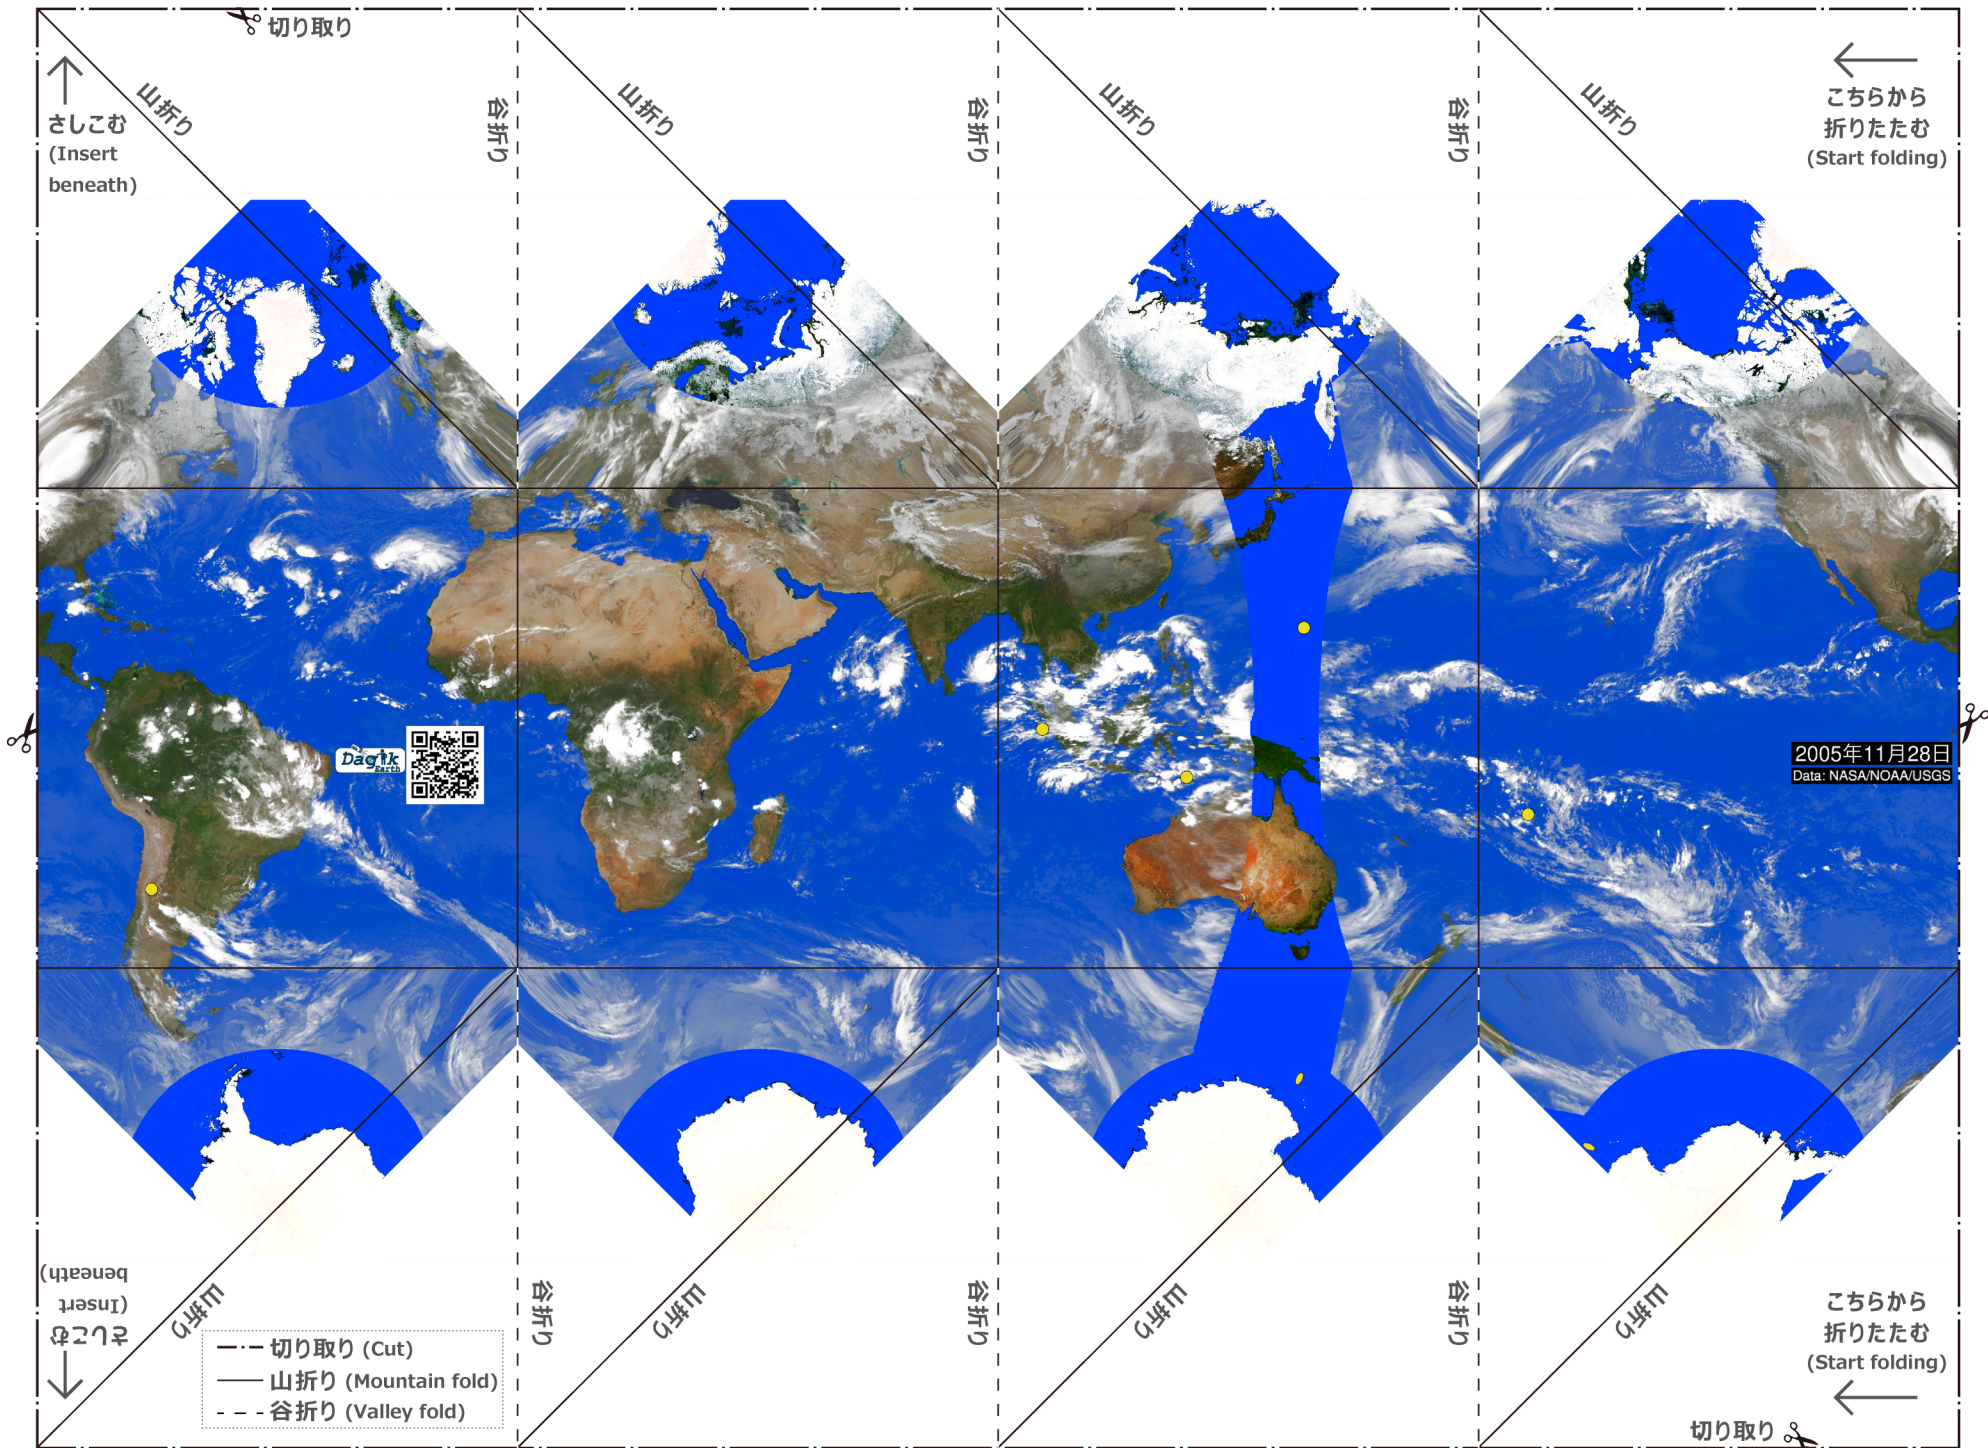 切り取り
さしこむ
(Insert
beneath)
山折り
谷折り
山折り
谷折り
山折り
谷折り
山折り
こちらから
折りたたむ
(Start folding)
Dagik
Earth
2005年11月28日
Data: NASA/NOAA/USGS
さしこむ
(Insert
beneath)
山折り
谷折り
山折り
谷折り
山折り
谷折り
山折り
こちらから
折りたたむ
(Start folding)
切り取り (Cut)
山折り (Mountain fold)
谷折り (Valley fold)
切り取り